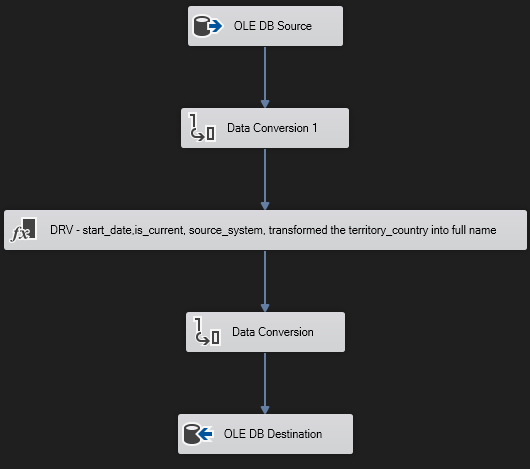 OLE DB Source
Data Conversion 1
fx DRV - start_date,is_current, source_system, transformed the territory_country into full name
Data Conversion
OLE DB Destination